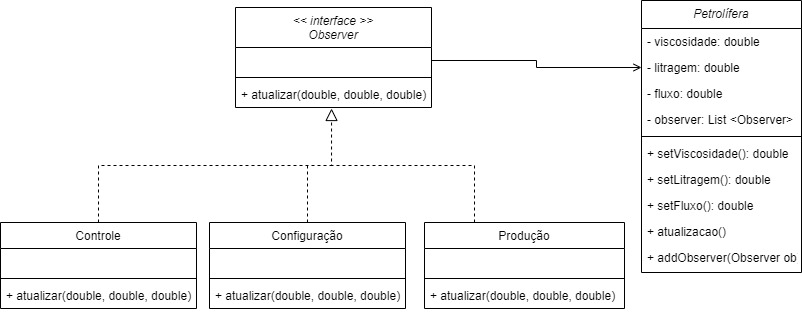 << interface >>
Observer
+ atualizar(double, double, double)
Petrolífera
- viscosidade: double
- litragem: double
- fluxo: double
- observer: List <Observer>
+ setViscosidade(): double
+ setLitragem(): double
+ setFluxo(): double
+ atualizacao()
+ addObserver(Observer ob
Controle
+ atualizar(double, double, double)
Configuração
+ atualizar(double, double, double)
Produção
+ atualizar(double, double, double)